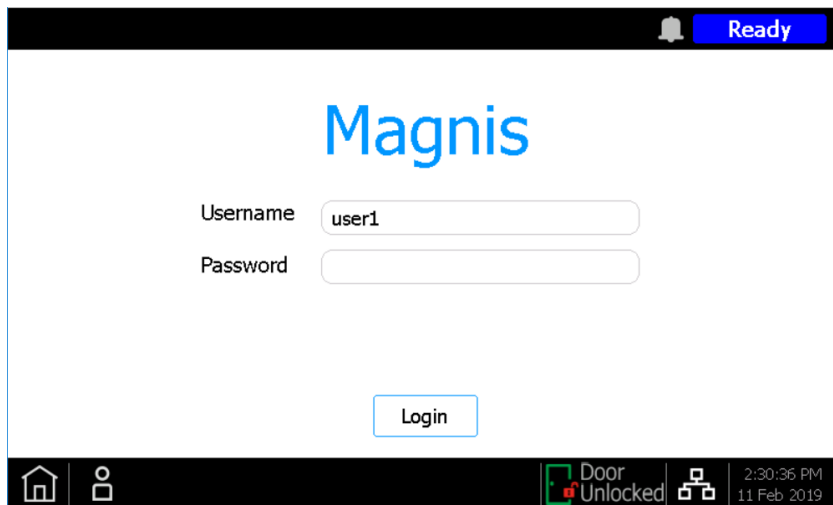 Ready
Magnis
Username
user1
Password
Login
Door
Unlocked
2:30:36 PM
11 Feb 2019